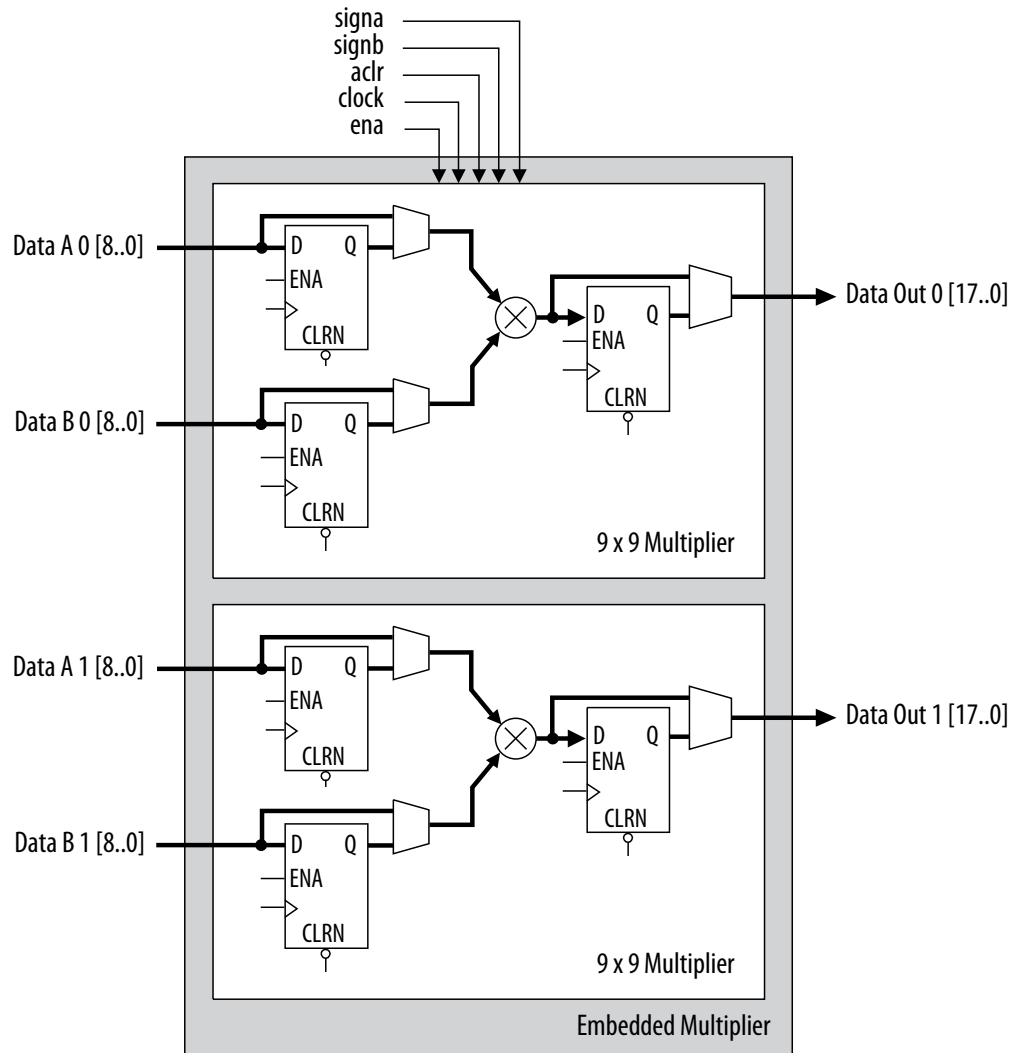 signa
signb
aclr
clock
ena
Data A 0 [8..0]
D Q
ENA
CLRN
Data Out 0 [17..0]
D Q
ENA
CLRN
Data B 0 [8..0]
D Q
ENA
CLRN
9 x 9 Multiplier
Data A 1 [8..0]
D Q
ENA
CLRN
Data Out 1 [17..0]
D Q
ENA
CLRN
Data B 1 [8..0]
D Q
ENA
CLRN
9 x 9 Multiplier
Embedded Multiplier